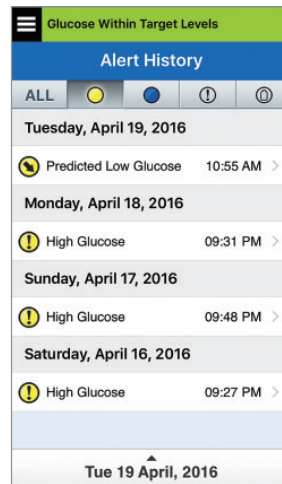 Glucose Within Target Levels
Alert History
ALL
Tuesday, April 19, 2016
Predicted Low Glucose 10:55 AM
Monday, April 18, 2016
High Glucose 09:31 PM
Sunday, April 17, 2016
High Glucose 09:48 PM
Saturday, April 16, 2016
High Glucose 09:27 PM
Tue 19 April, 2016